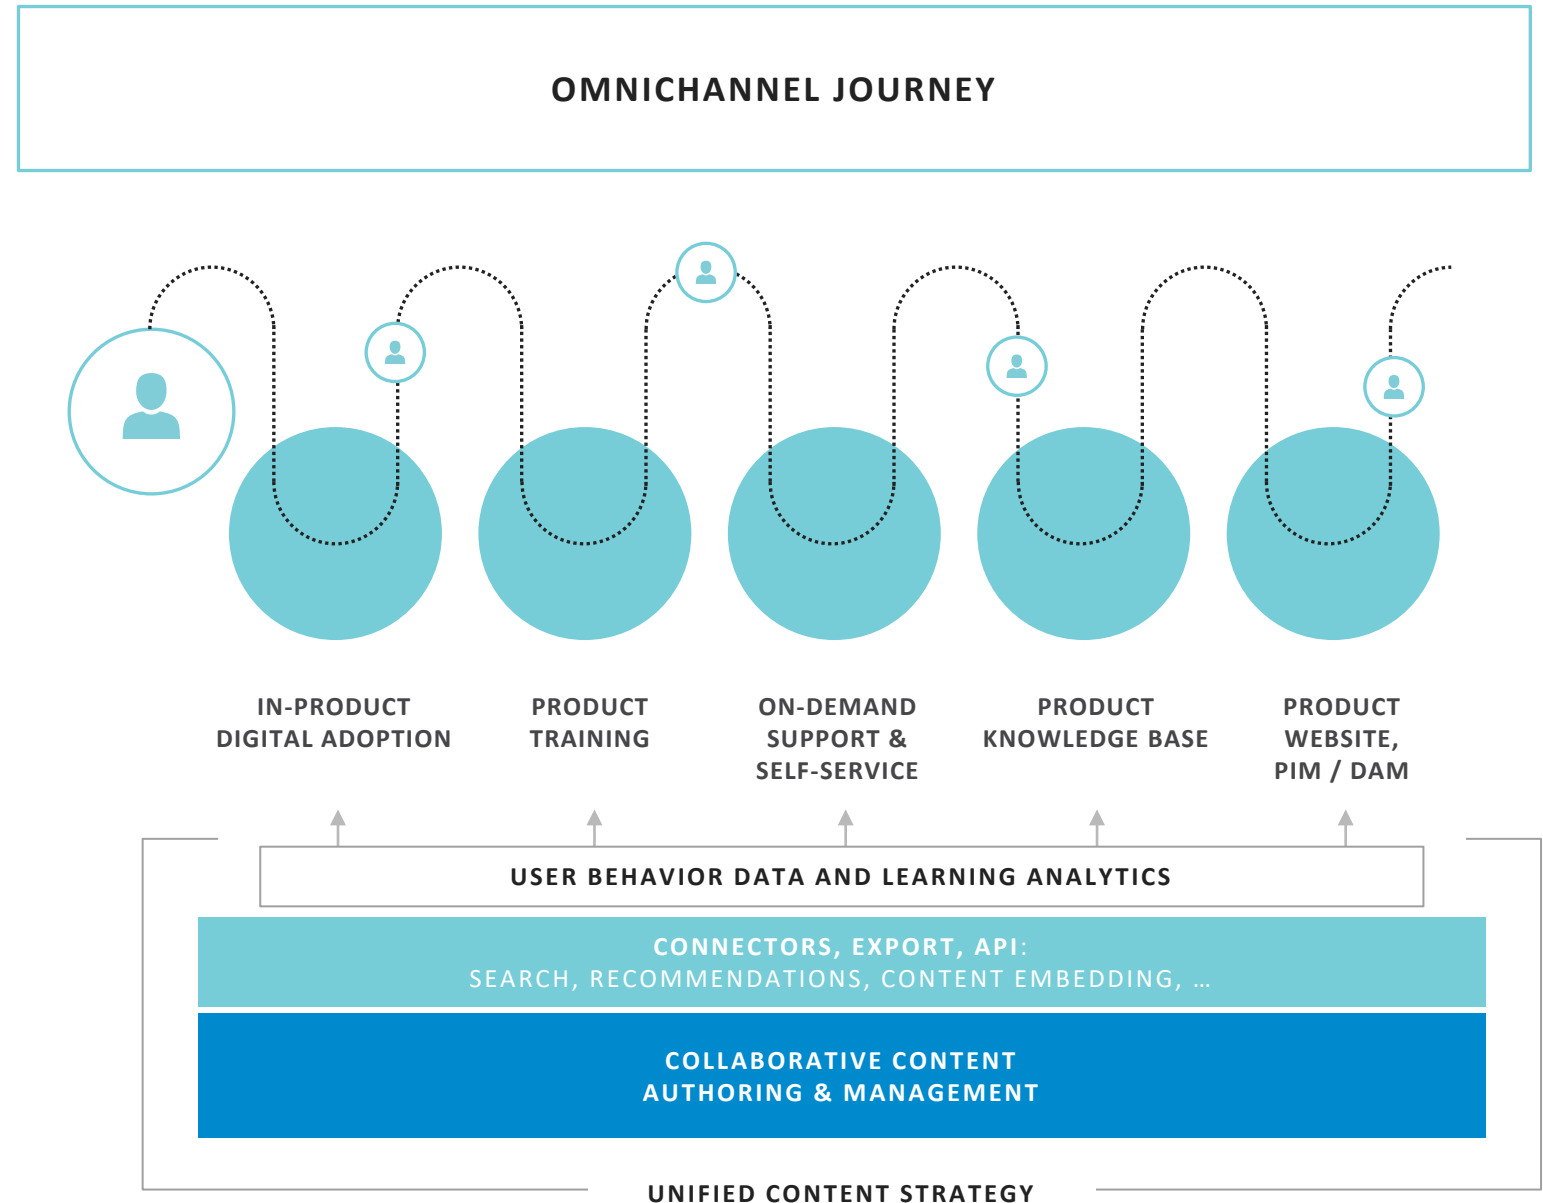 OMNICHANNEL JOURNEY
IN-PRODUCT
DIGITAL ADOPTION
PRODUCT
TRAINING
ON-DEMAND
SUPPORT &
SELF-SERVICE
PRODUCT
KNOWLEDGE BASE
PRODUCT
WEBSITE,
PIM / DAM
USER BEHAVIOR DATA AND LEARNING ANALYTICS
CONNECTORS, EXPORT, API:
SEARCH, RECOMMENDATIONS, CONTENT EMBEDDING, …
COLLABORATIVE CONTENT
AUTHORING & MANAGEMENT
UNIFIED CONTENT STRATEGY